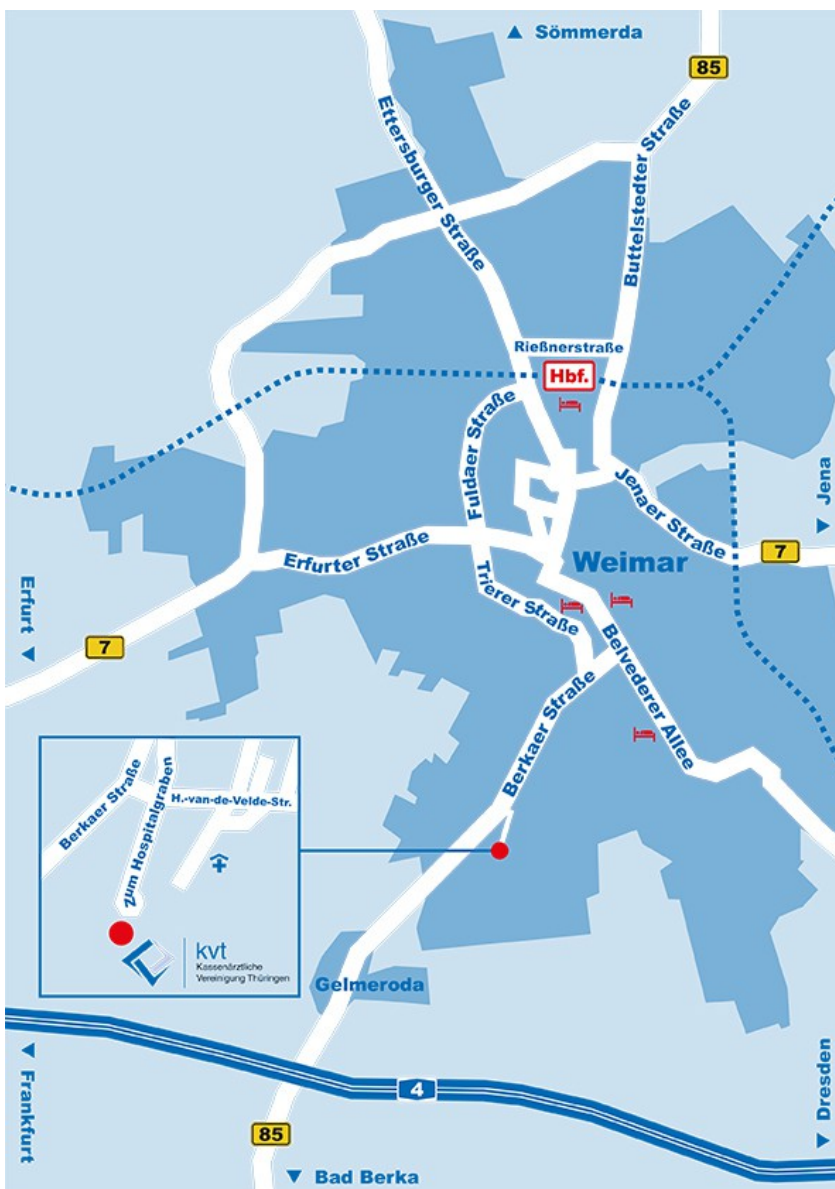 ▲ Sömmerda
85
Ettersburger Straße
Buttelstedter Straße
Rießnerstraße
Hbf.
Fuldaer Straße
Jenaer Straße
Jena
▼
7
Erfurter Straße
Weimar
Trierer Straße
Erfurt
▼
7
Belvederer Allee
Berkaer Straße
Berkaer Straße
Zum Hospitalgraben
H.-van-de-Velde-Str.
kvt
Kassenärztliche
Vereinigung Thüringen
Gelmeroda
Frankfurt
▼
4
Dresden
▼
85
▼ Bad Berka